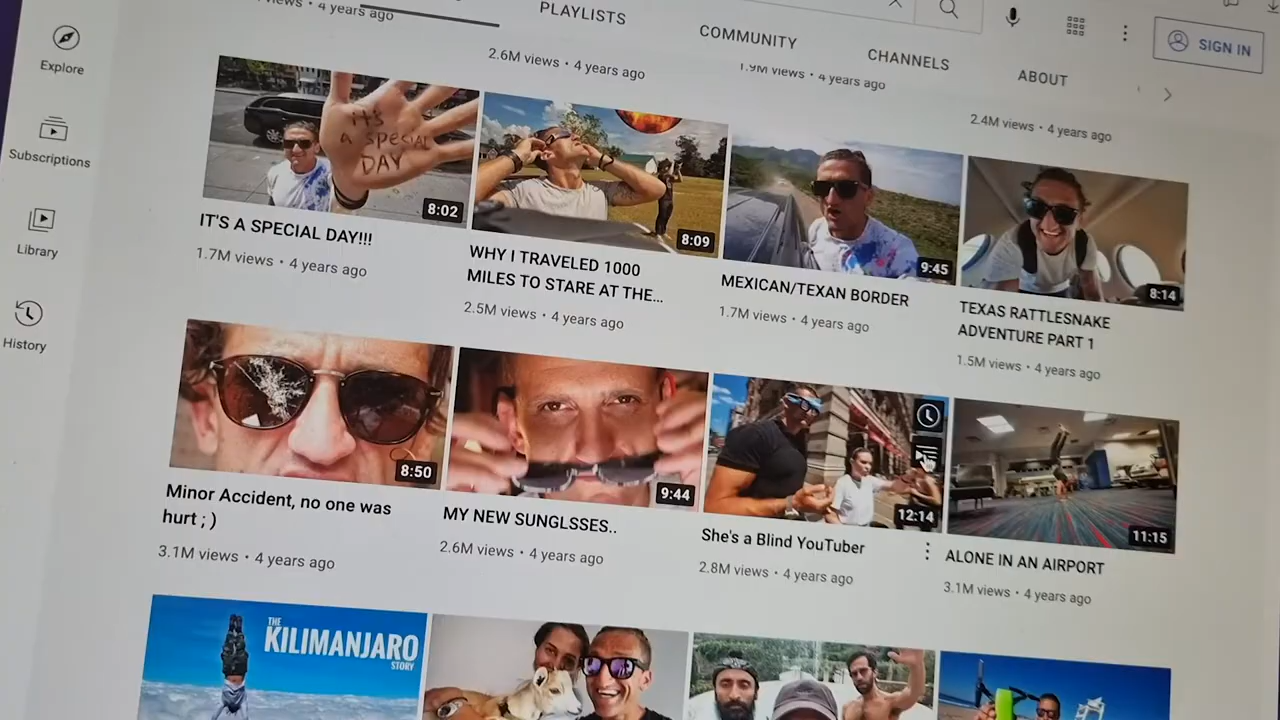 views • 4 years ago
PLAYLISTS
COMMUNITY
CHANNELS
ABOUT
SIGN IN
Explore
Subscriptions
Library
History
2.6M views • 4 years ago
1.9M views • 4 years ago
2.4M views • 4 years ago
it's
a special
DAY
8:02
8:09
9:45
8:14
IT'S A SPECIAL DAY!!!
1.7M views • 4 years ago
WHY I TRAVELED 1000
MILES TO STARE AT THE...
2.5M views • 4 years ago
MEXICAN/TEXAN BORDER
1.7M views • 4 years ago
TEXAS RATTLESNAKE
ADVENTURE PART 1
1.5M views • 4 years ago
8:50
9:44
12:14
11:15
Minor Accident, no one was
hurt ; )
3.1M views • 4 years ago
MY NEW SUNGLSSES..
2.6M views • 4 years ago
She's a Blind YouTuber
2.8M views • 4 years ago
ALONE IN AN AIRPORT
3.1M views • 4 years ago
THE
KILIMANJARO
STORY